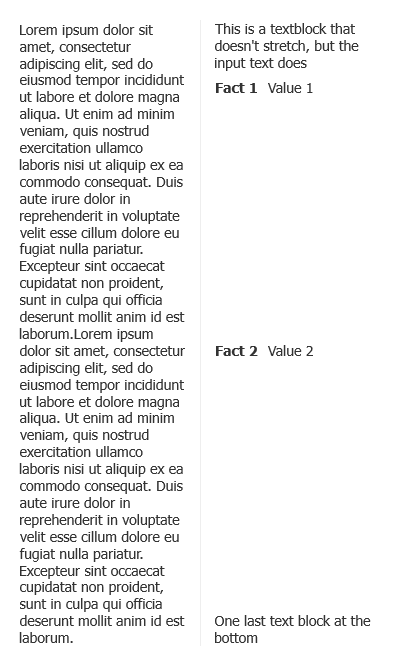 Lorem ipsum dolor sit
amet, consectetur
adipiscing elit, sed do
eiusmod tempor incididunt
ut labore et dolore magna
aliqua. Ut enim ad minim
veniam, quis nostrud
exercitation ullamco
laboris nisi ut aliquip ex ea
commodo consequat. Duis
aute irure dolor in
reprehenderit in voluptate
velit esse cillum dolore eu
fugiat nulla pariatur.
Excepteur sint occaecat
cupidatat non proident,
sunt in culpa qui officia
deserunt mollit anim id est
laborum.Lorem ipsum
dolor sit amet, consectetur
adipiscing elit, sed do
eiusmod tempor incididunt
ut labore et dolore magna
aliqua. Ut enim ad minim
veniam, quis nostrud
exercitation ullamco
laboris nisi ut aliquip ex ea
commodo consequat. Duis
aute irure dolor in
reprehenderit in voluptate
velit esse cillum dolore eu
fugiat nulla pariatur.
Excepteur sint occaecat
cupidatat non proident,
sunt in culpa qui officia
deserunt mollit anim id est
laborum.
This is a textblock that
doesn't stretch, but the
input text does
Fact 1 Value 1
Fact 2 Value 2
One last text block at the
bottom